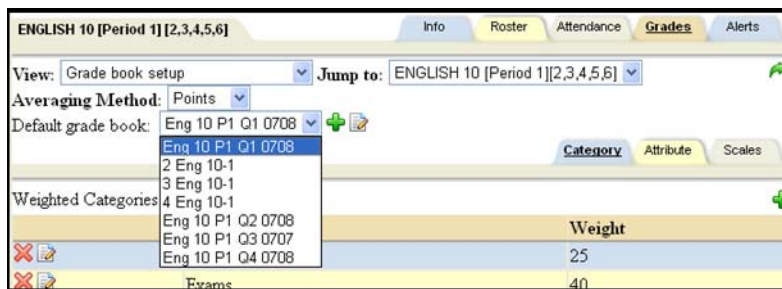 ENGLISH 10 [Period 1] [2,3,4,5,6] Info Roster Attendance Grades Alerts
View: Grade book setup Jump to: ENGLISH 10 [Period 1][2,3,4,5,6]
Averaging Method: Points
Default grade book: Eng 10 P1 Q1 0708
Eng 10 P1 Q1 0708
Category Attribute Scales
2 Eng 10-1
3 Eng 10-1
Weighted Categories 4 Eng 10-1
Eng 10 P1 Q2 0708
Eng 10 P1 Q3 0707 Weight
Eng 10 P1 Q4 0708 25
Exams 40